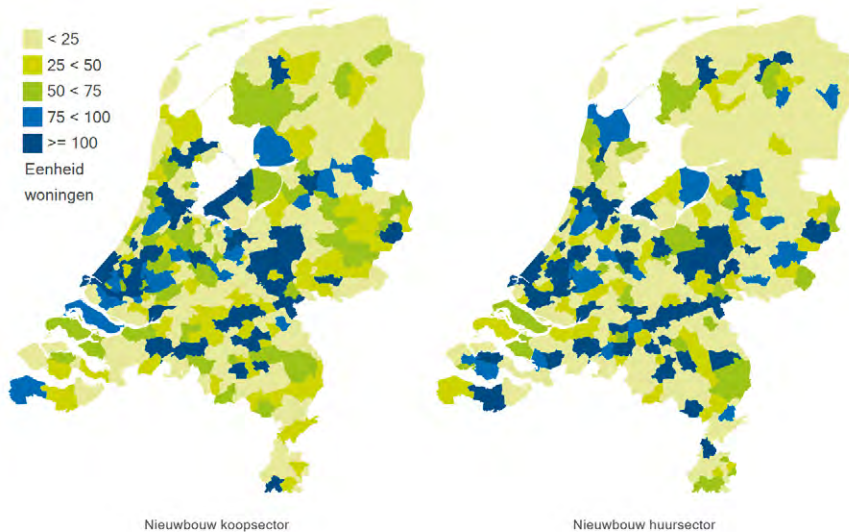 < 25
25 < 50
50 < 75
75 < 100
>= 100
Eenheid
woningen
Nieuwbouw koopsector
Nieuwbouw huursector